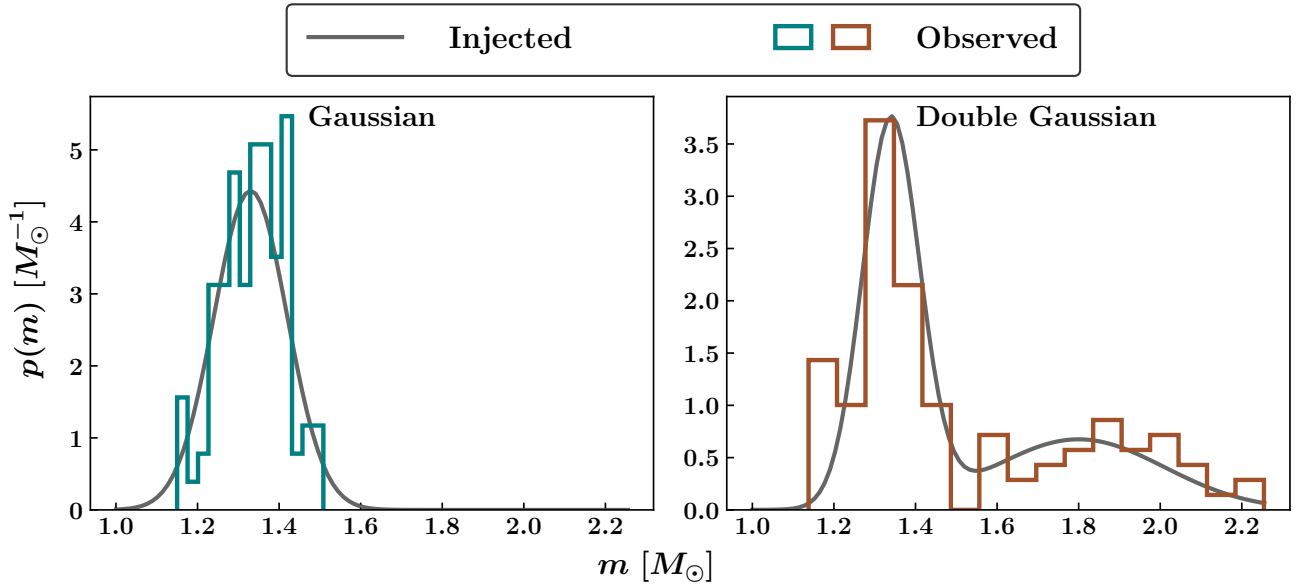 Injected Observed
Gaussian
Double Gaussian
p(m) [M⊙⁻¹]
5
4
3
2
1
0
1.0 1.2 1.4 1.6 1.8 2.0 2.2
3.5
3.0
2.5
2.0
1.5
1.0
0.5
0.0
1.0 1.2 1.4 1.6 1.8 2.0 2.2
m [M⊙]